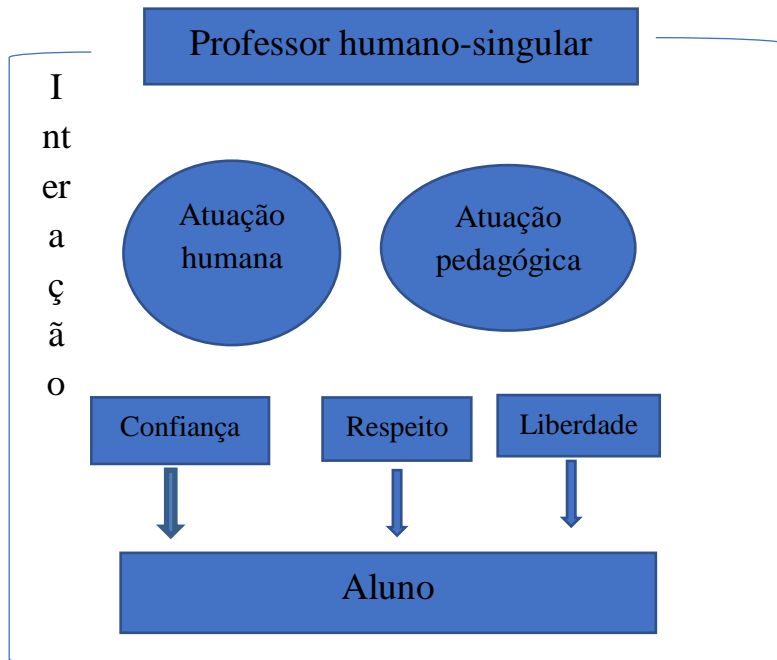 Professor humano-singular
I
nt
er
a
ç
ã
o
Atuação
humana
Atuação
pedagógica
Confiança
Respeito
Liberdade
Aluno